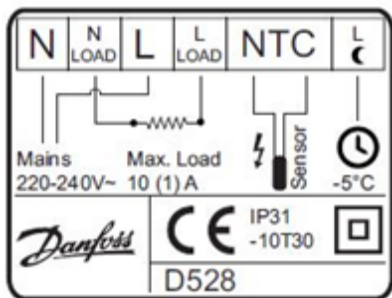 N N LOAD L L LOAD NTC L
Mains Max. Load Sensor
220-240V~ 10 (1) A -5°C
Danfoss CE IP31
-10T30
D528